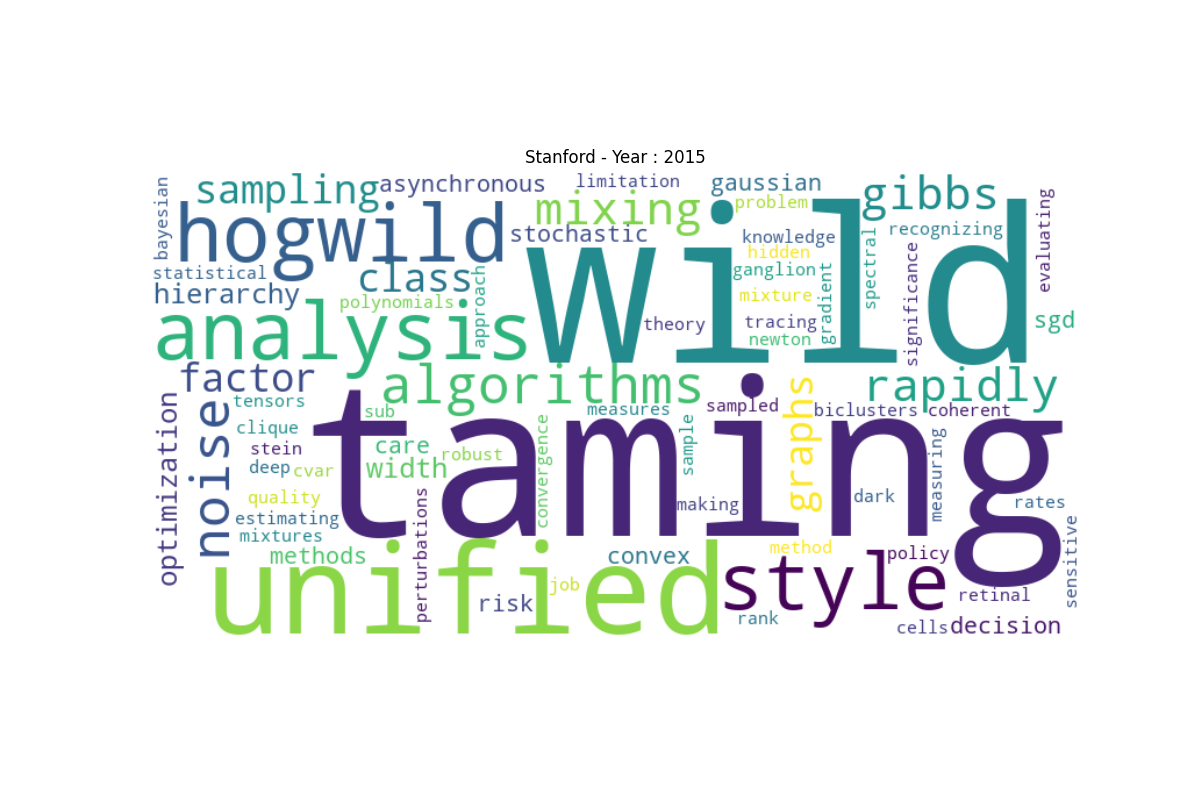 Stanford - Year : 2015
bayesian
sampling
asynchronous
limitation
gaussian
gibbs
evaluating
hogwild
mixing
problem
wild
recognizing
stochastic
knowledge
spectral
significance
statistical
class
approach
hidden
ganglion
gradient
hierarchy
polynomials
mixture
analysis
theory
tracing
newton
sgd
factor
algorithms
graphs
rapidly
optimization
noise
tensors
sub
taming
measures
sampled
biclusters
coherent
clique
stein
care
convergence
sample
measuring
deep
cvar
width
robust
quality
perturbations
making
dark
rates
estimating
mixtures
methods
convex
method
policy
sensitive
unified
job
style
risk
rank
retinal
cells
decision